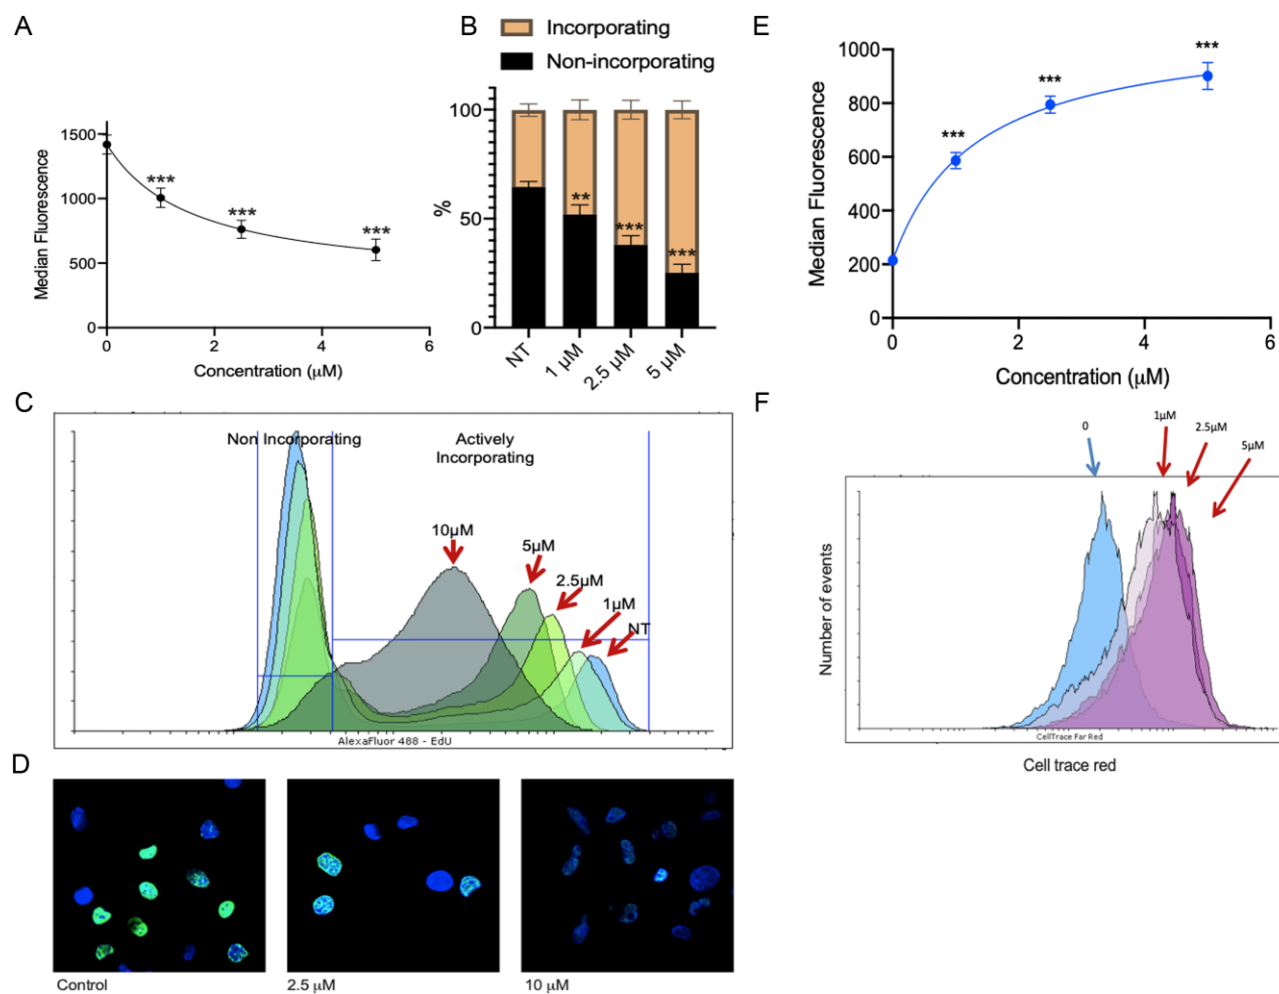 A
1500
1000
500
0
***
***
***
0
2
4
6
Median Fluorescence
Concentration (μM)
B
Incorporating
Non-incorporating
100
50
0
%
**
***
***
NT
1 μM
2.5 μM
5 μM
E
1000
800
600
400
200
0
***
***
***
0
2
4
6
Median Fluorescence
Concentration (μM)
C
Non Incorporating
Actively
Incorporating
10μM
5μM
2.5μM
1μM
NT
AlexaFluor 488 - EdU
F
0
1μM
2.5μM
5μM
Number of events
CellTrace Far Red
Cell trace red
D
Control
2.5 μM
10 μM